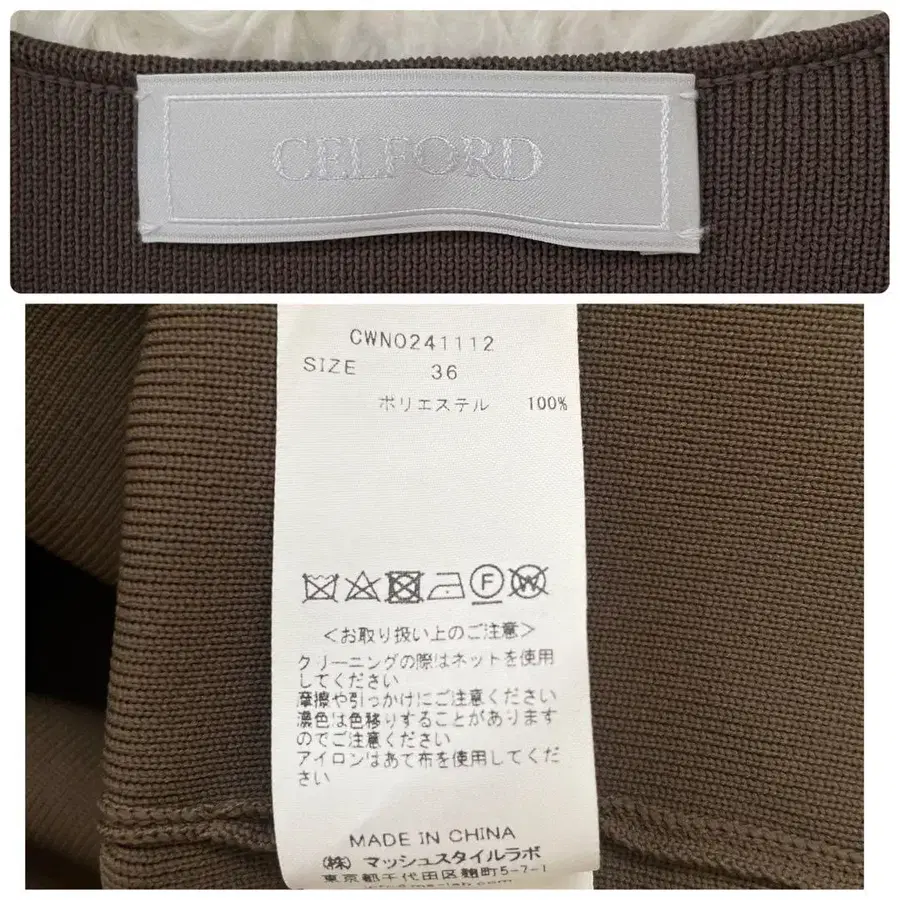 CELFORD
CWNO241112
SIZE 36
ポリエステル 100%
F W
<お取り扱い上のご注意>
クリーニングの際はネットを使用
してください
摩擦や引っかけにご注意ください
濃色は色移りすることがあります
のでご注意ください
アイロンはあて布を使用してくだ
さい
MADE IN CHINA
(株) マッシュスタイルラボ
東京都千代田区麹町5-7-1